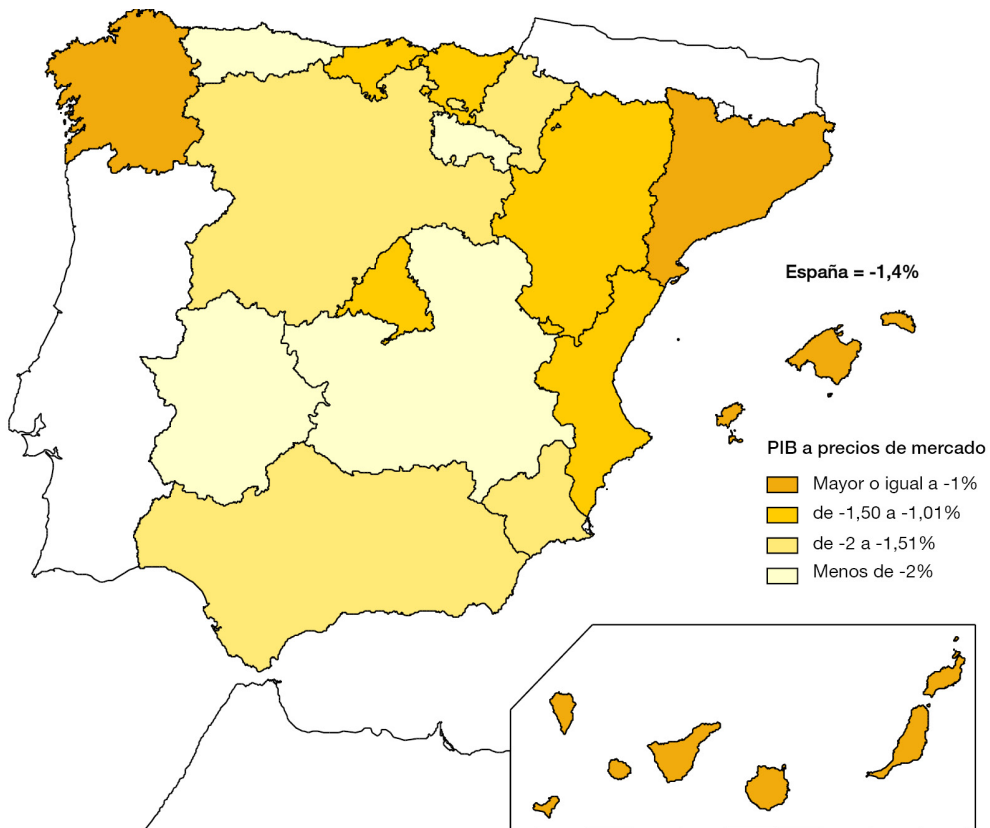 España = -1,4%
PIB a precios de mercado
Mayor o igual a -1%
de -1,50 a -1,01%
de -2 a -1,51%
Menos de -2%